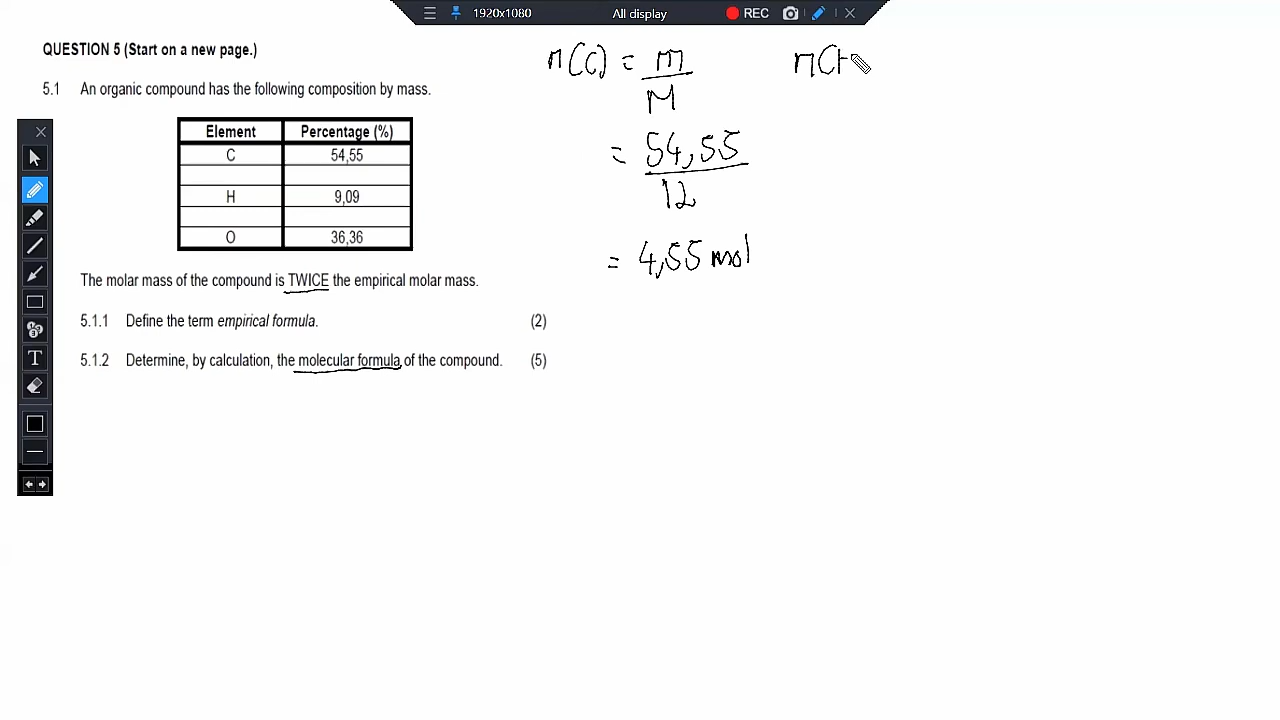 1920x1080 All display REC
QUESTION 5 (Start on a new page.)
5.1 An organic compound has the following composition by mass.
Element Percentage (%)
C 54,55
H 9,09
O 36,36
The molar mass of the compound is TWICE the empirical molar mass.
5.1.1 Define the term empirical formula. (2)
5.1.2 Determine, by calculation, the molecular formula of the compound. (5)
T
n(C) = m
M
= 54,55
12
= 4,55 mol
n(H